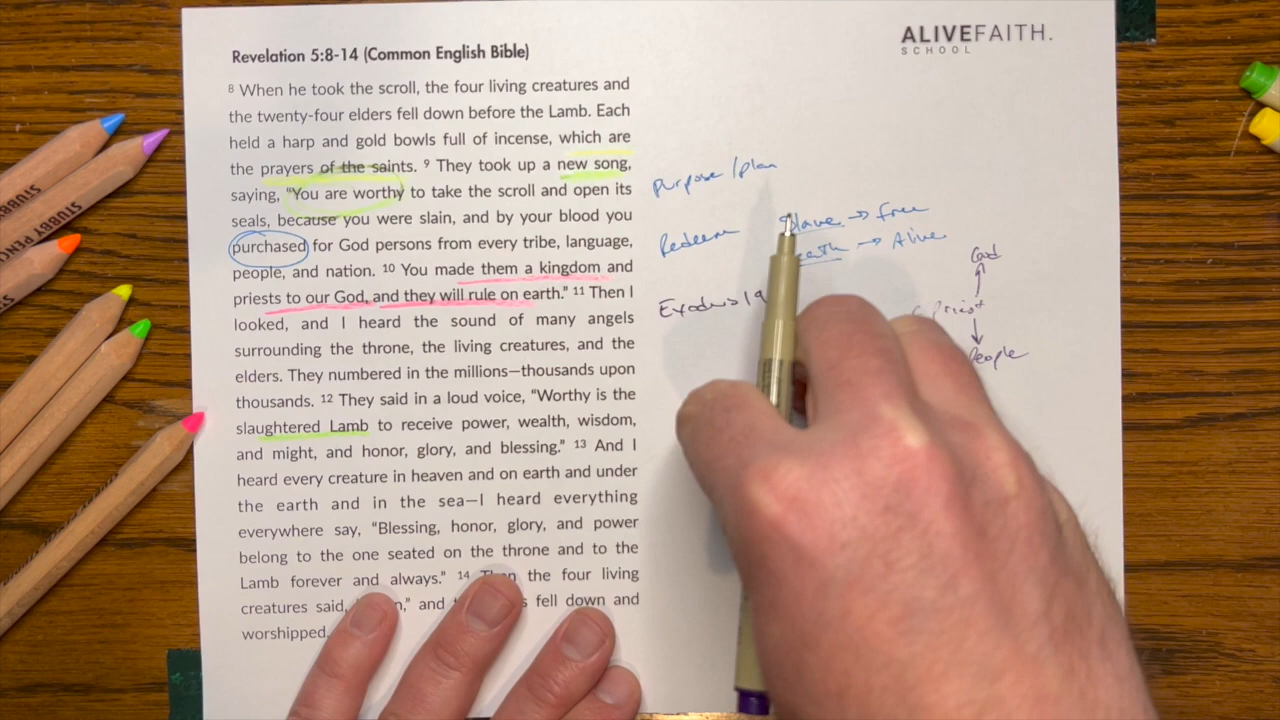 Revelation 5:8-14 (Common English Bible)
ALIVEFAITH.
SCHOOL
8 When he took the scroll, the four living creatures and
the twenty-four elders fell down before the Lamb. Each
held a harp and gold bowls full of incense, which are
the prayers of the saints. 9 They took up a new song,
saying, “You are worthy to take the scroll and open its
seals, because you were slain, and by your blood you
purchased for God persons from every tribe, language,
people, and nation. 10 You made them a kingdom and
priests to our God, and they will rule on earth.” 11 Then I
looked, and I heard the sound of many angels
surrounding the throne, the living creatures, and the
elders. They numbered in the millions—thousands upon
thousands. 12 They said in a loud voice, “Worthy is the
slaughtered Lamb to receive power, wealth, wisdom,
and might, and honor, glory, and blessing.” 13 And I
heard every creature in heaven and on earth and under
the earth and in the sea—I heard everything
everywhere say, “Blessing, honor, glory, and power
belong to the one seated on the throne and to the
Lamb forever and always.” 14 Then the four living
creatures said, and fell down and
worshipped.
Purpose/plan
Redeem
Slave → Free
→ Alive
Exodus 19
God
Priest
People
STUBBY PENC
STUBBY